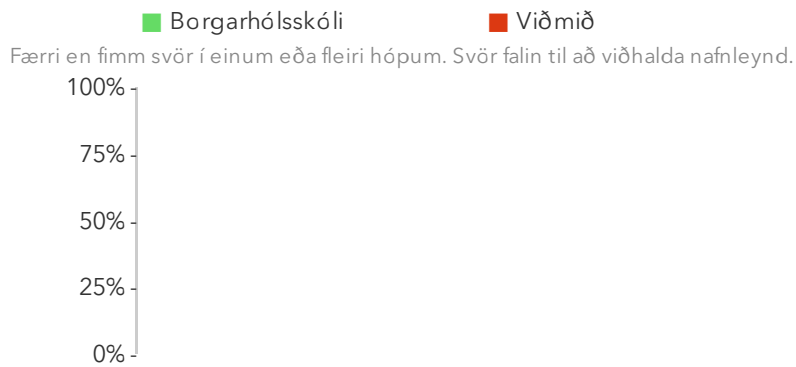 Borgarhólsskóli Viðmið
Færri en fimm svör í einum eða fleiri hópum. Svör falin til að viðhalda nafnleynd.
100%
75%
50%
25%
0%